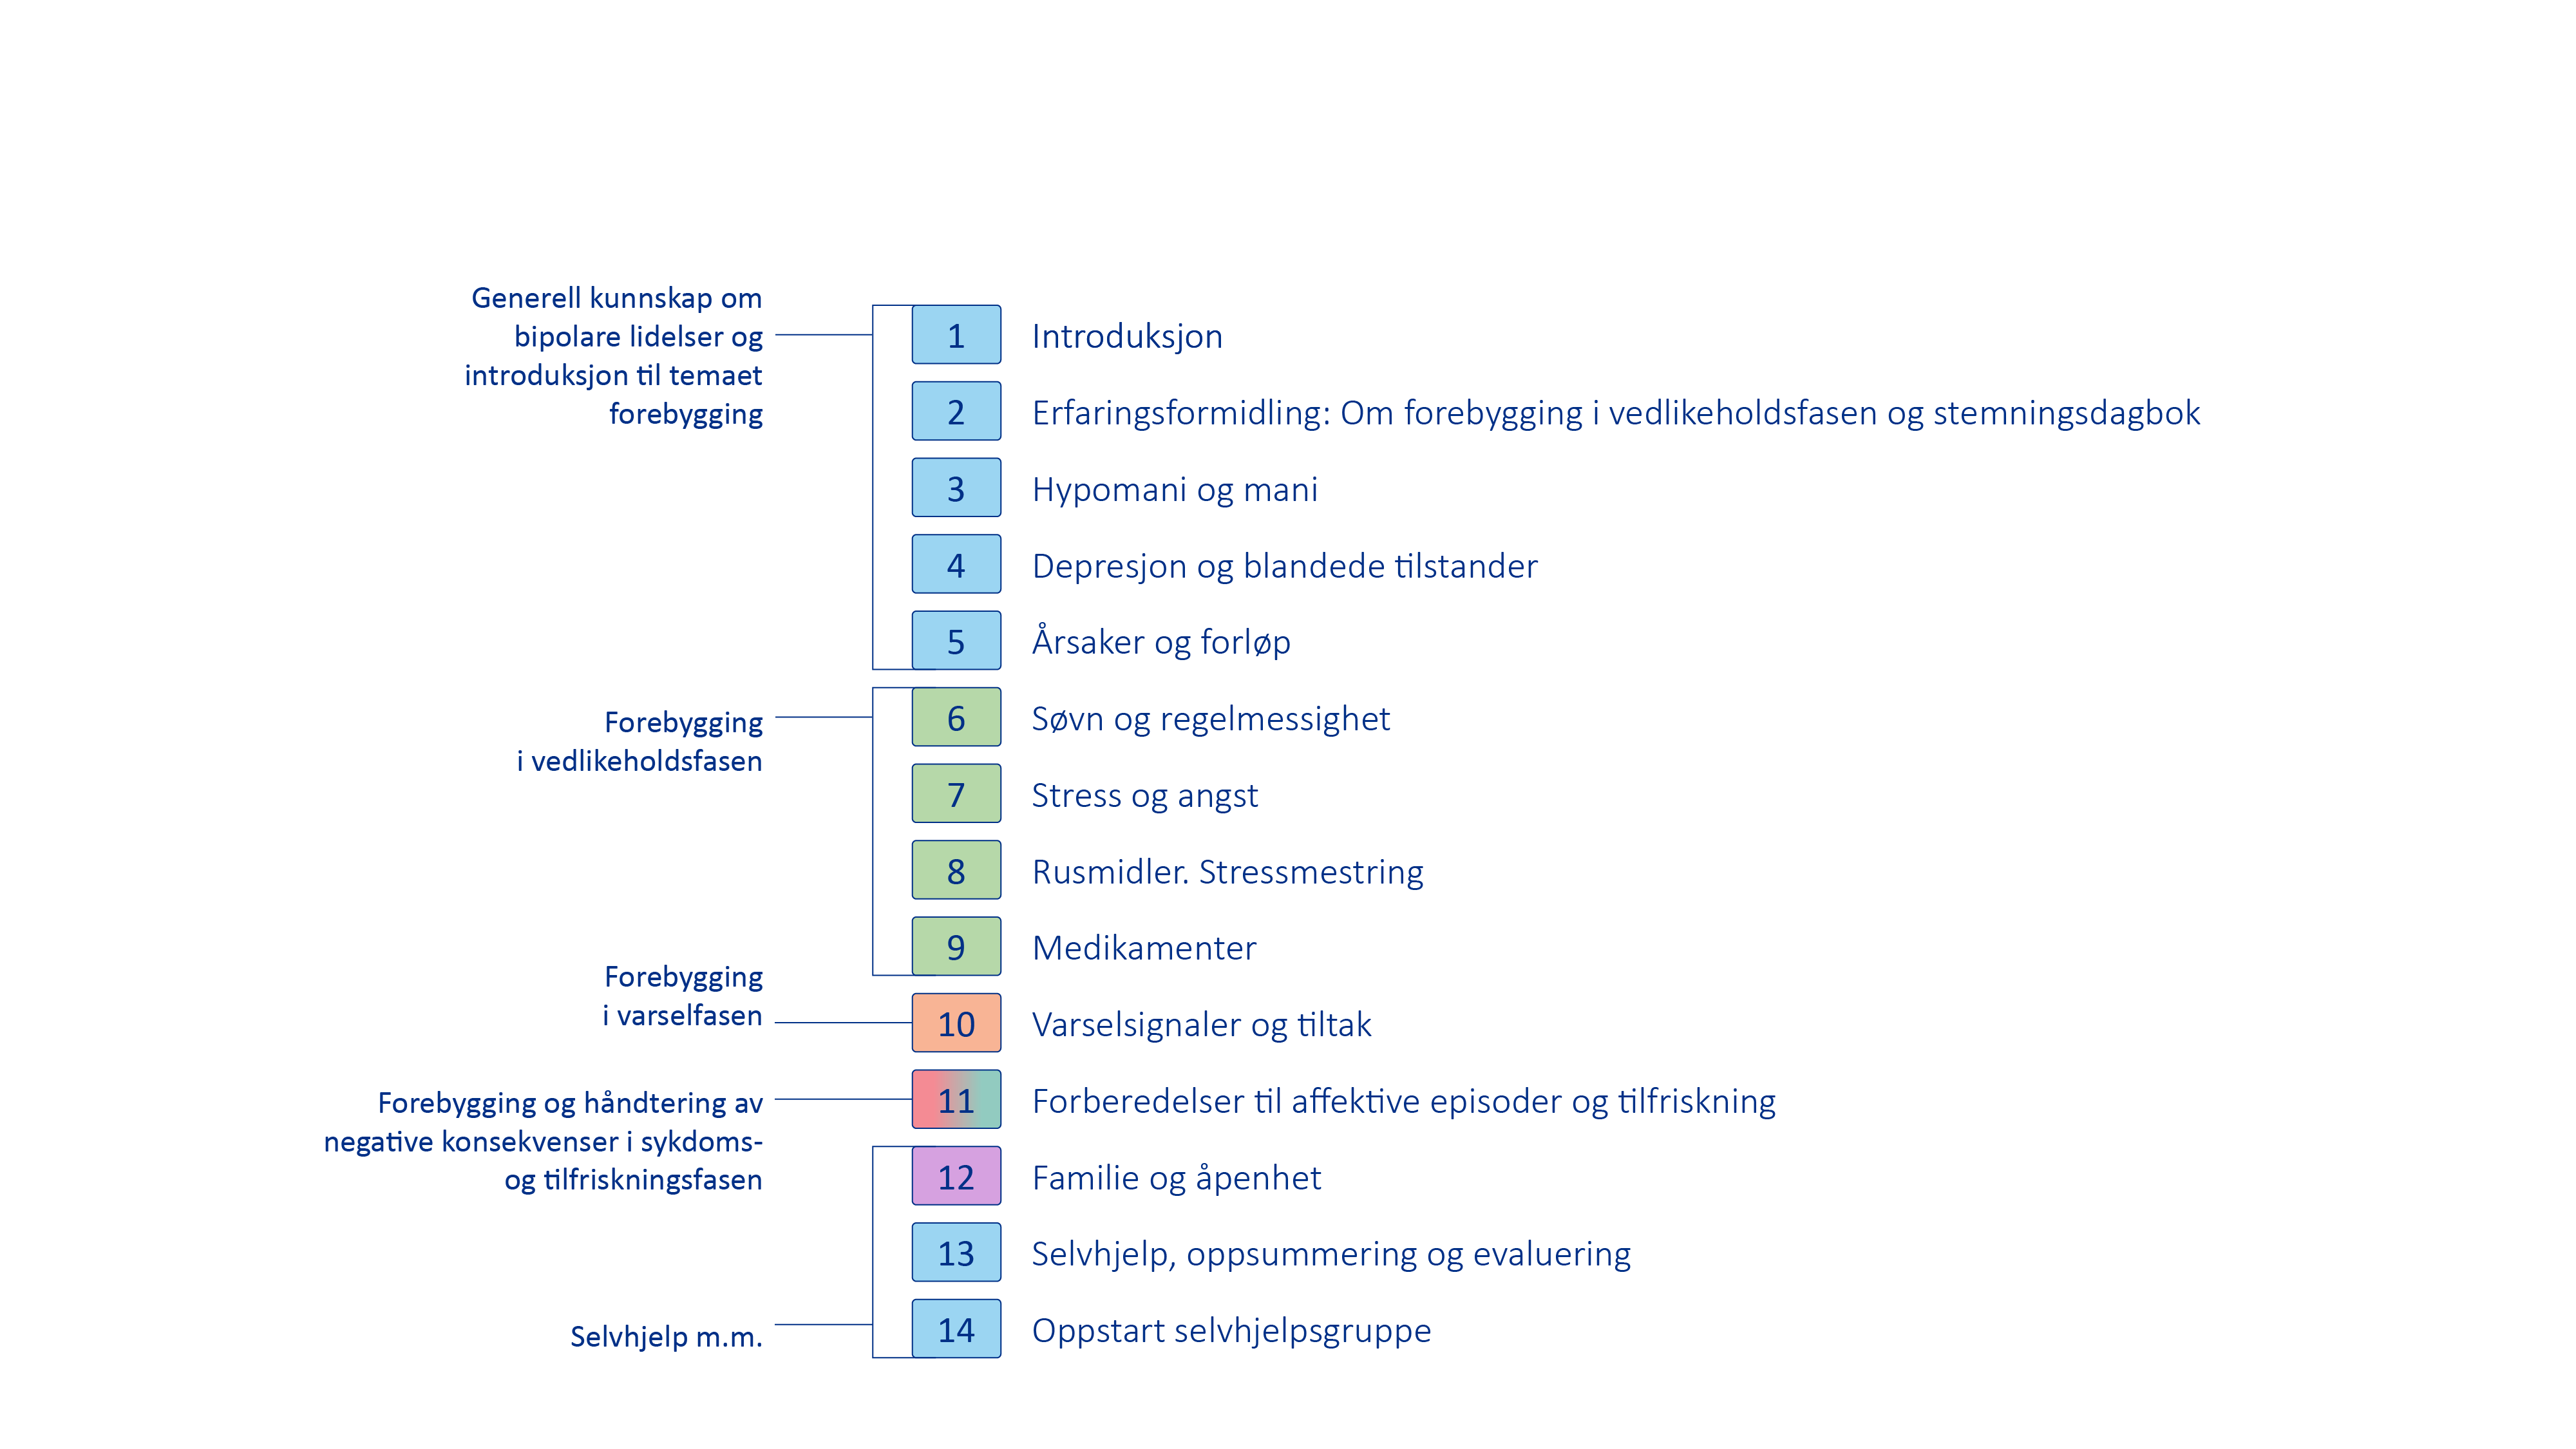 Generell kunnskap om
bipolare lidelser og
introduksjon til temaet
forebygging
1 Introduksjon
2 Erfaringsformidling: Om forebygging i vedlikeholdsfasen og stemningsdagbok
3 Hypomani og mani
4 Depresjon og blandede tilstander
5 Årsaker og forløp
Forebygging
i vedlikeholdsfasen
6 Søvn og regelmessighet
7 Stress og angst
8 Rusmidler. Stressmestring
9 Medikamenter
Forebygging
i varselfasen
10 Varselsignaler og tiltak
Forebygging og håndtering av
negative konsekvenser i sykdoms-
og tilfriskningsfasen
11 Forberedelser til affektive episoder og tilfriskning
Selvhjelp m.m.
12 Familie og åpenhet
13 Selvhjelp, oppsummering og evaluering
14 Oppstart selvhjelpsgruppe